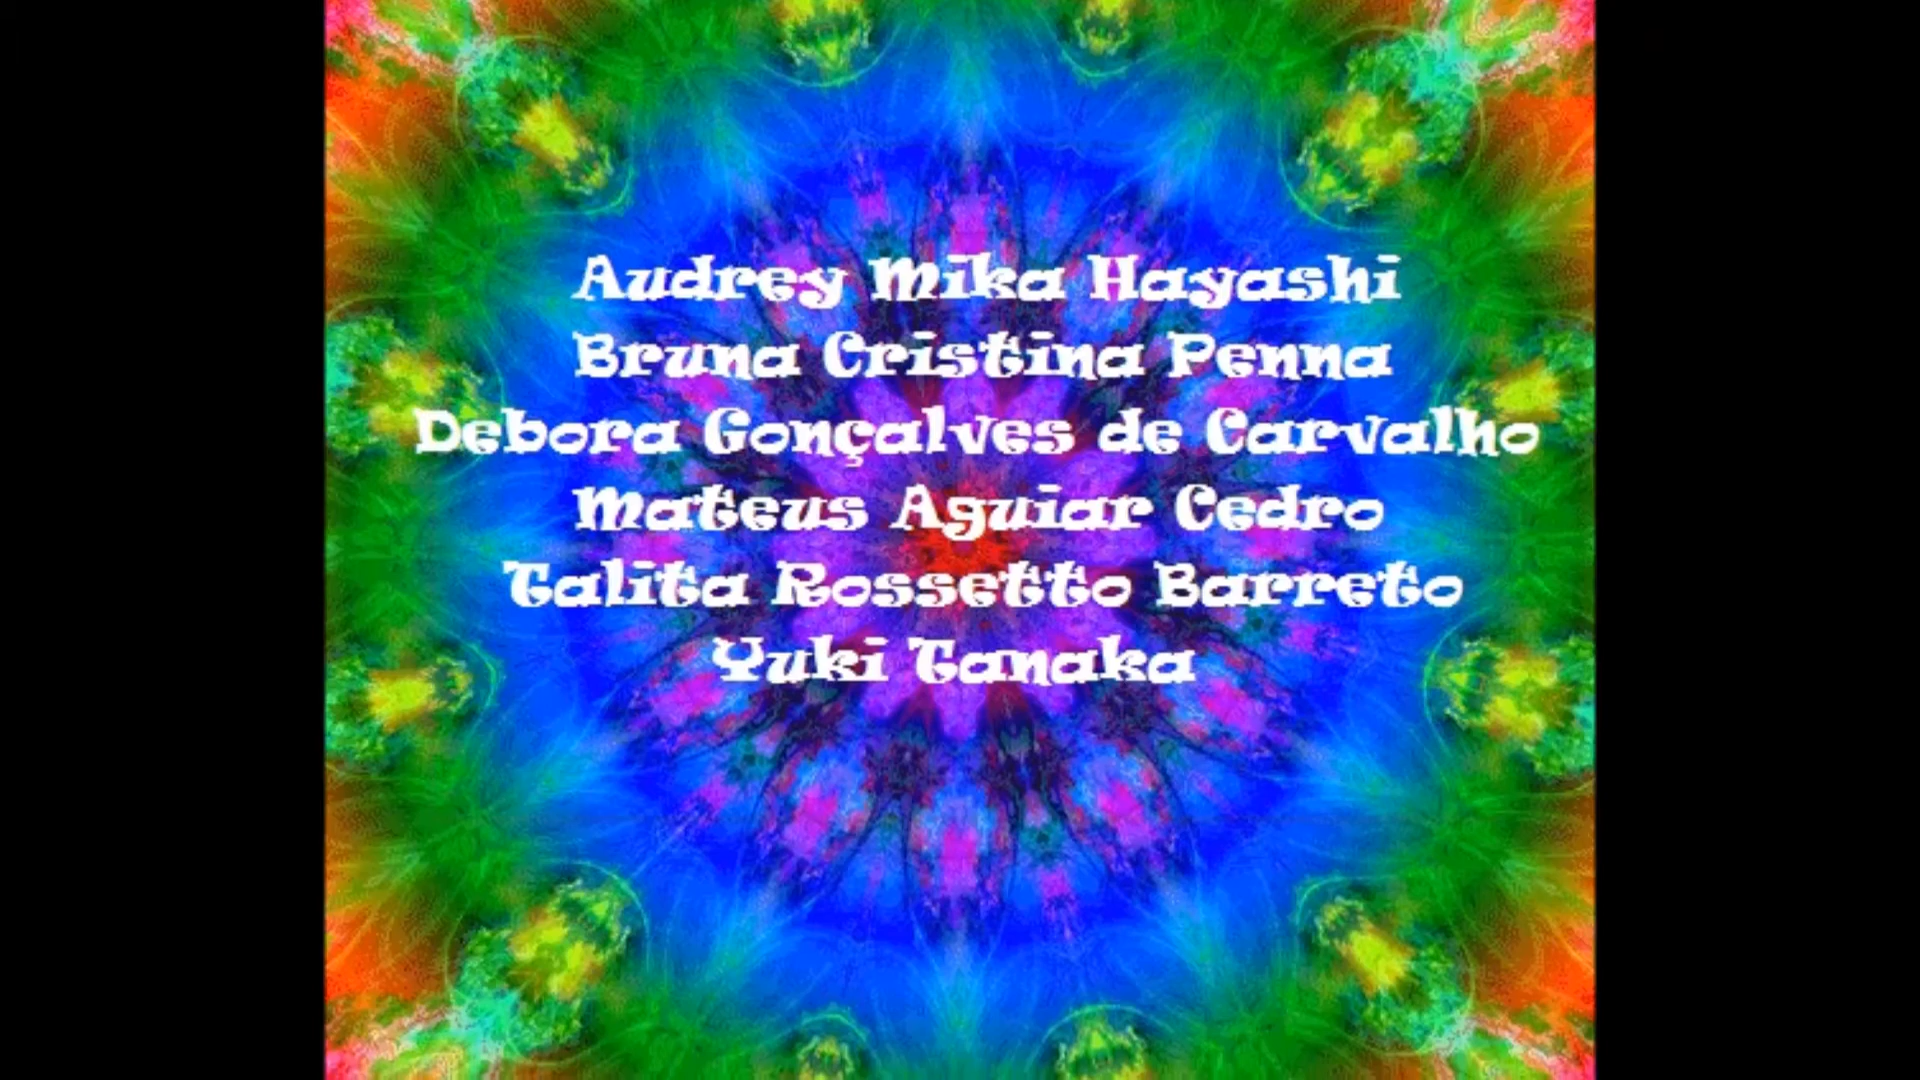 Audrey Mika Hayashi
Bruna Cristina Penna
Debora Gonçalves de Carvalho
Mateus Aguiar Cedro
Talita Rossetto Barreto
Yuki Tanaka